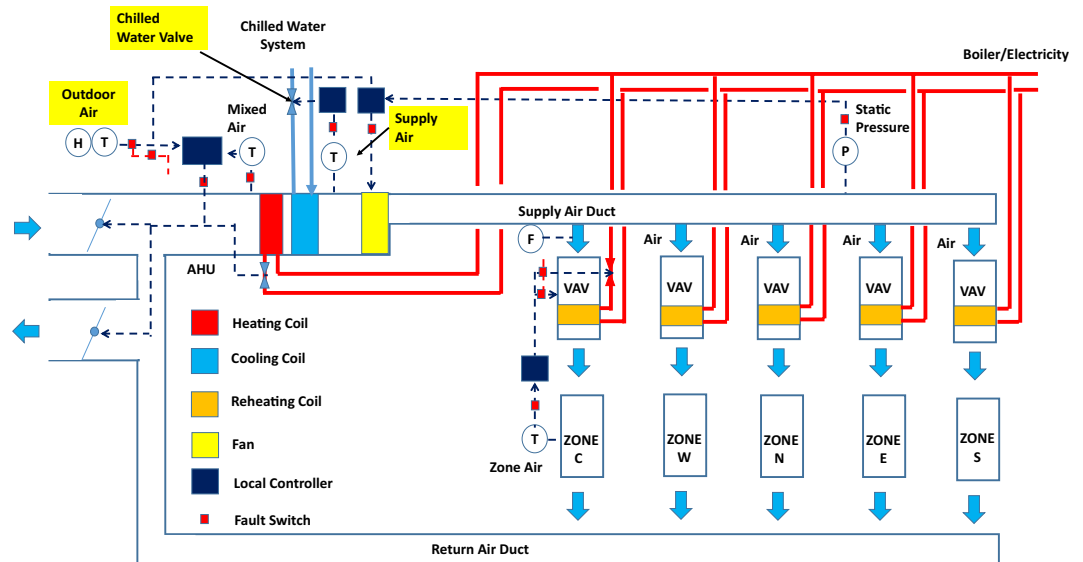 Chilled
Water Valve
Chilled Water
System
Boiler/Electricity
Outdoor
Air
Mixed
Air
Supply
Air
Static
Pressure
H
T
T
T
P
Supply Air Duct
F
Air
Air
Air
Air
AHU
VAV
VAV
VAV
VAV
VAV
Heating Coil
Cooling Coil
Reheating Coil
Fan
Local Controller
Fault Switch
T
Zone Air
ZONE
C
ZONE
W
ZONE
N
ZONE
E
ZONE
S
Return Air Duct